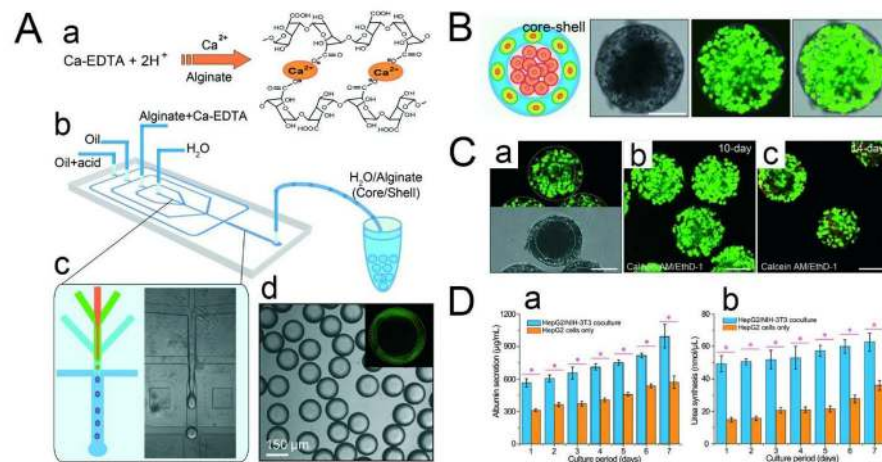 A
a
Ca-EDTA + 2H⁺
Ca²⁺
Alginate
Ca²⁺
Ca²⁺
b
Alginate+Ca-EDTA
Oil
H₂O
Oil+acid
H₂O/Alginate
(Core/Shell)
c
d
150 μm
B
core-shell
C
a
b
10-day
Calcein AM/EthD-1
c
14-day
Calcein AM/EthD-1
D
a
HepG2/NIH-3T3 coculture
HepG2 cells only
Albumin secretion (μg/mL)
1200
900
600
300
0
1 2 3 4 5 6 7
Culture period (days)
b
HepG2/NIH-3T3 coculture
HepG2 cells only
Urea synthesis (nmol/μL)
80
60
40
20
0
1 2 3 4 5 6 7
Culture period (days)